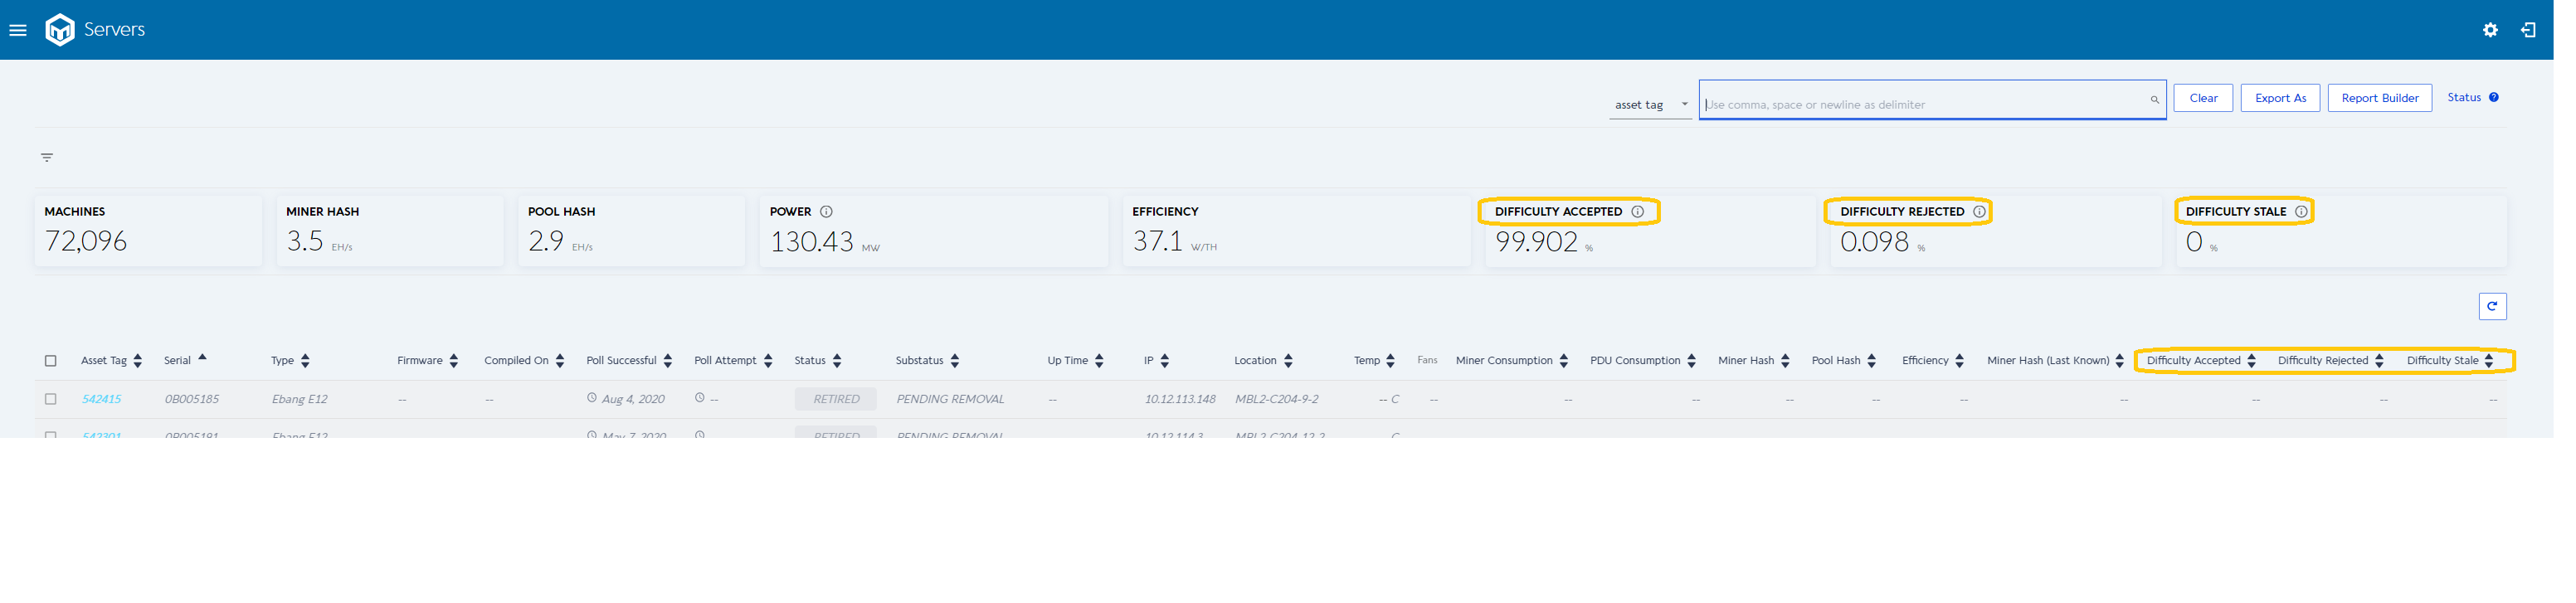 Servers
asset tag Use comma, space or newline as delimiter Clear Export As Report Builder Status ?
MACHINES MINER HASH POOL HASH POWER EFFICIENCY DIFFICULTY ACCEPTED DIFFICULTY REJECTED DIFFICULTY STALE
72,096 3.5 EH/s 2.9 EH/s 130.43 MW 37.1 W/TH 99.902 % 0.098 % 0 %
Asset Tag Serial Type Firmware Compiled On Poll Successful Poll Attempt Status Substatus Up Time IP Location Temp Fans Miner Consumption PDU Consumption Miner Hash Pool Hash Efficiency Miner Hash (Last Known) Difficulty Accepted Difficulty Rejected Difficulty Stale
542415 0B005185 Ebang E12 -- -- Aug 4, 2020 -- RETIRED PENDING REMOVAL -- 10.12.113.148 MBL2-C204-9-2 -- C -- -- -- -- -- -- -- -- -- --
542301 0B005191 Ebang E12 May 7, 2020 RETIRED PENDING REMOVAL 10.12.114.3 MBL2-C204-12-2 C